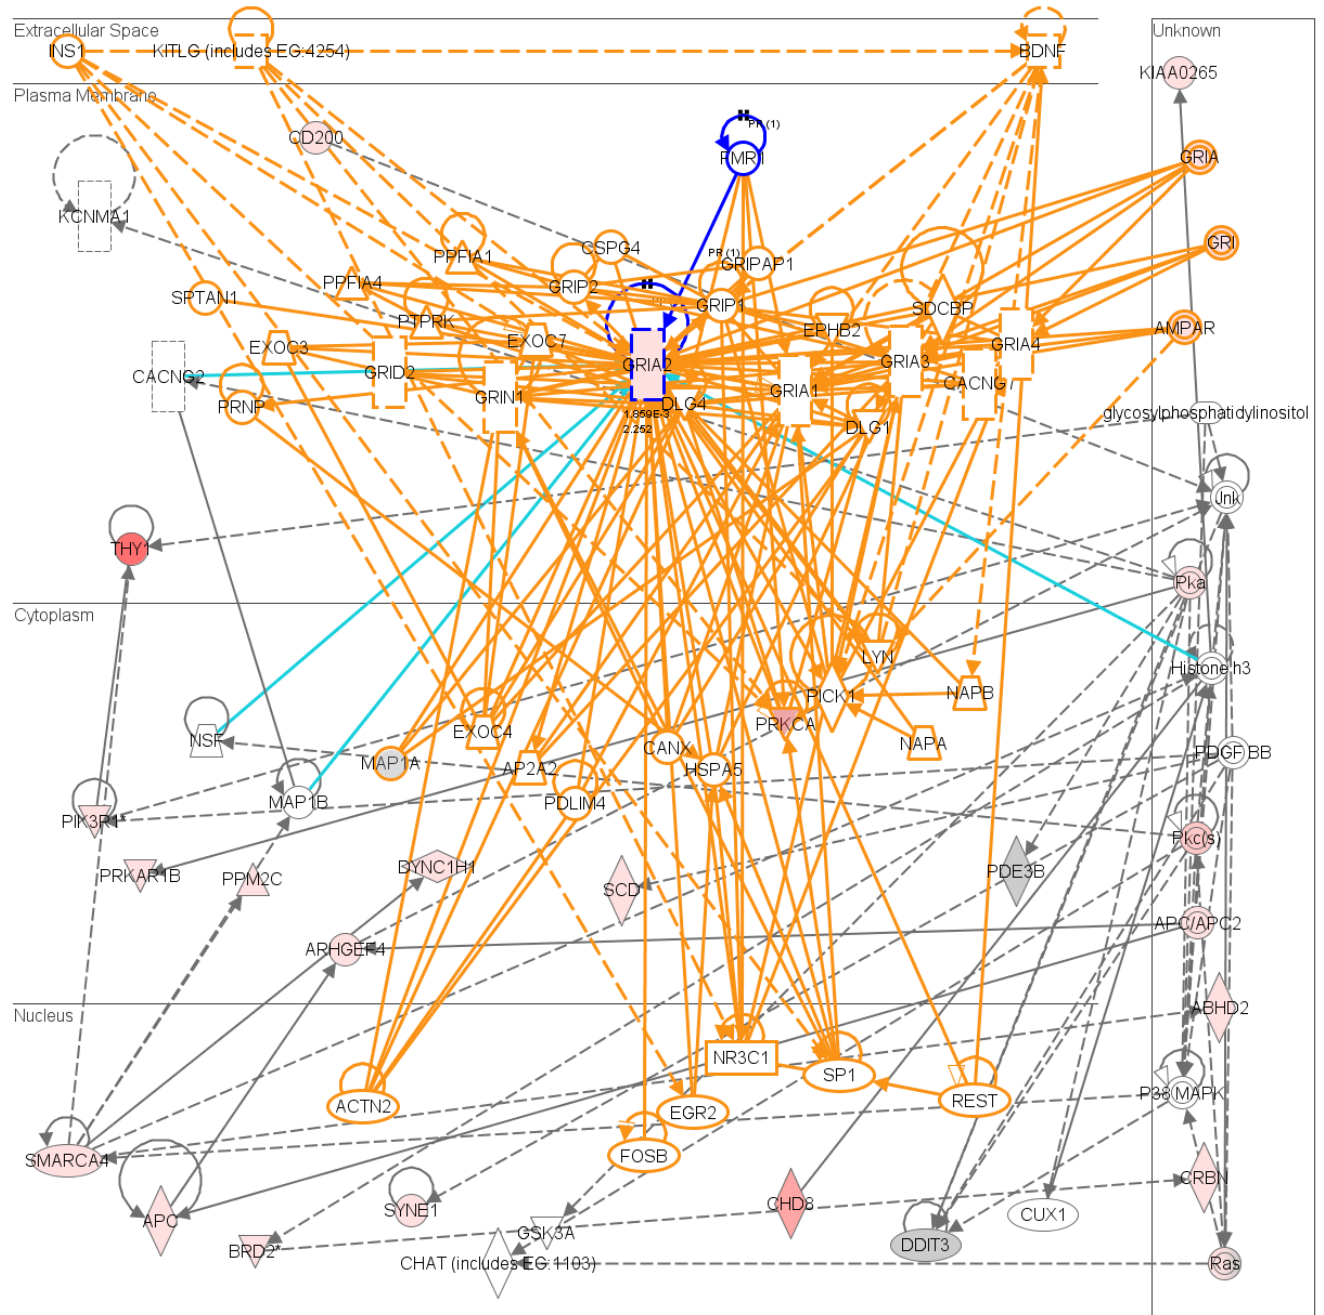 Extracellular Space
Unknown
INS1
KITLG (includes EG:4254)
BDNF
KIAA0265
Plasma Membrane
PR (1)
CD200
FMR1
GRIA
KCNMA1
GRI
CSPG4
PR (1)
PPFIA1
GRIPAP1
PPFIA4
GRIP2
SPTAN1
GRIP1
SDCBP
PTPRK
EPHB2
AMPAR
EXOC3
EXOC7
GRIA4
GRIA2
GRIA3
CACNG2
GRID2
CACNG7
GRIN1
GRIA1
PRNP
DLG4
1.859E-3
2.252
DLG1
glycosylphosphatidylinositol
Jnk
THY1
Pka
Cytoplasm
LYN
Histone h3
PICK1
NAPB
PRKCA
EXOC4
NSF
CANX
NAPA
PDGF BB
MAP1A
AP2A2
HSPA5
MAP1B
PDLIM4
PIK3R1*
Pkc(s)
PRKAR1B
PPM2C
DYNC1H1
SCD
PDE3B
APC/APC2
ARHGEF4
Nucleus
ABHD2
NR3C1
SP1
P38 MAPK
ACTN2
EGR2
REST
FOSB
SMARCA4
CRBN
SYNE1
CHD8
APC
CUX1
GSK3A
BRD2*
DDIT3
CHAT (includes EG:1103)
Ras